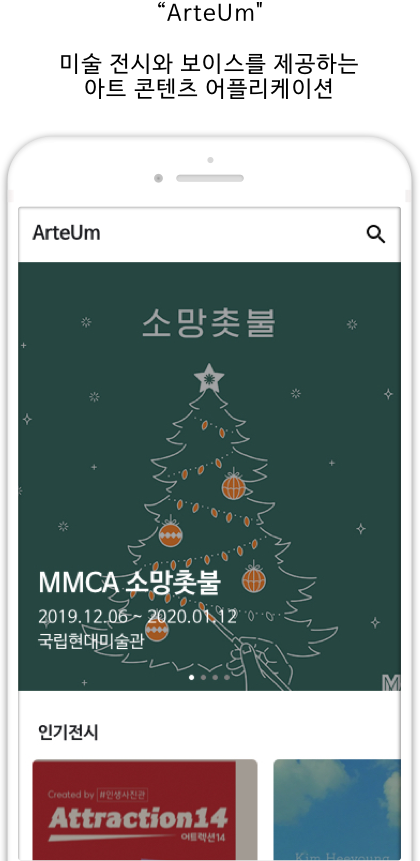 “ArteUm"
미술 전시와 보이스를 제공하는
아트 콘텐츠 어플리케이션
ArteUm
소망촛불
MMCA 소망촛불
2019.12.06 ~ 2020.01.12
국립현대미술관
M
인기전시
Created by #인생사진관
Attraction14
어트랙션14
Kim Heeyoung